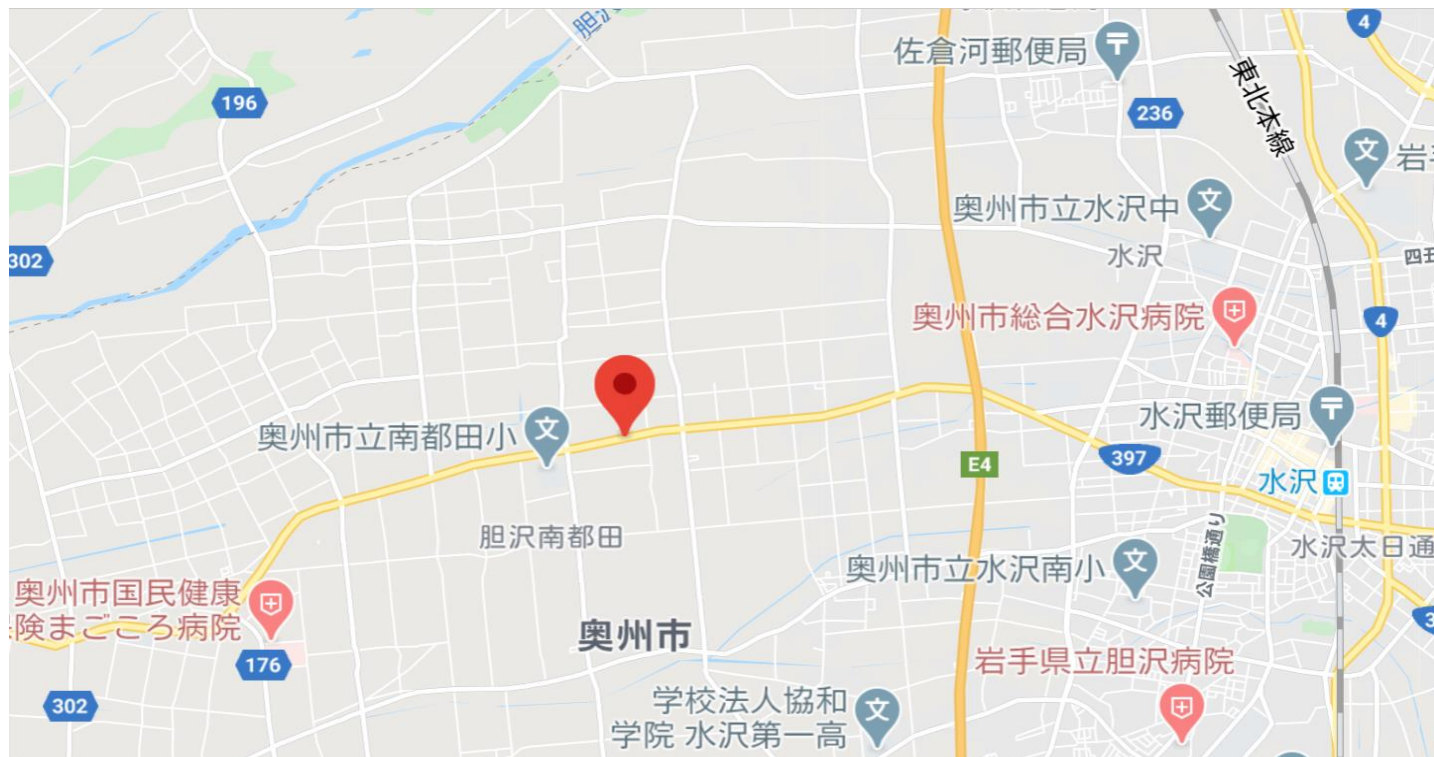 胆沢
4
佐倉河郵便局
196
236
東北本線
岩手
奥州市立水沢中
水沢
302
四丑
奥州市総合水沢病院
4
水沢郵便局
奥州市立南都田小
397
E4
水沢
胆沢南都田
公園橋通り
水沢太日通
奥州市立水沢南小
奥州市国民健康
険まごころ病院
奥州市
176
岩手県立胆沢病院
302
学校法人協和
学院 水沢第一高